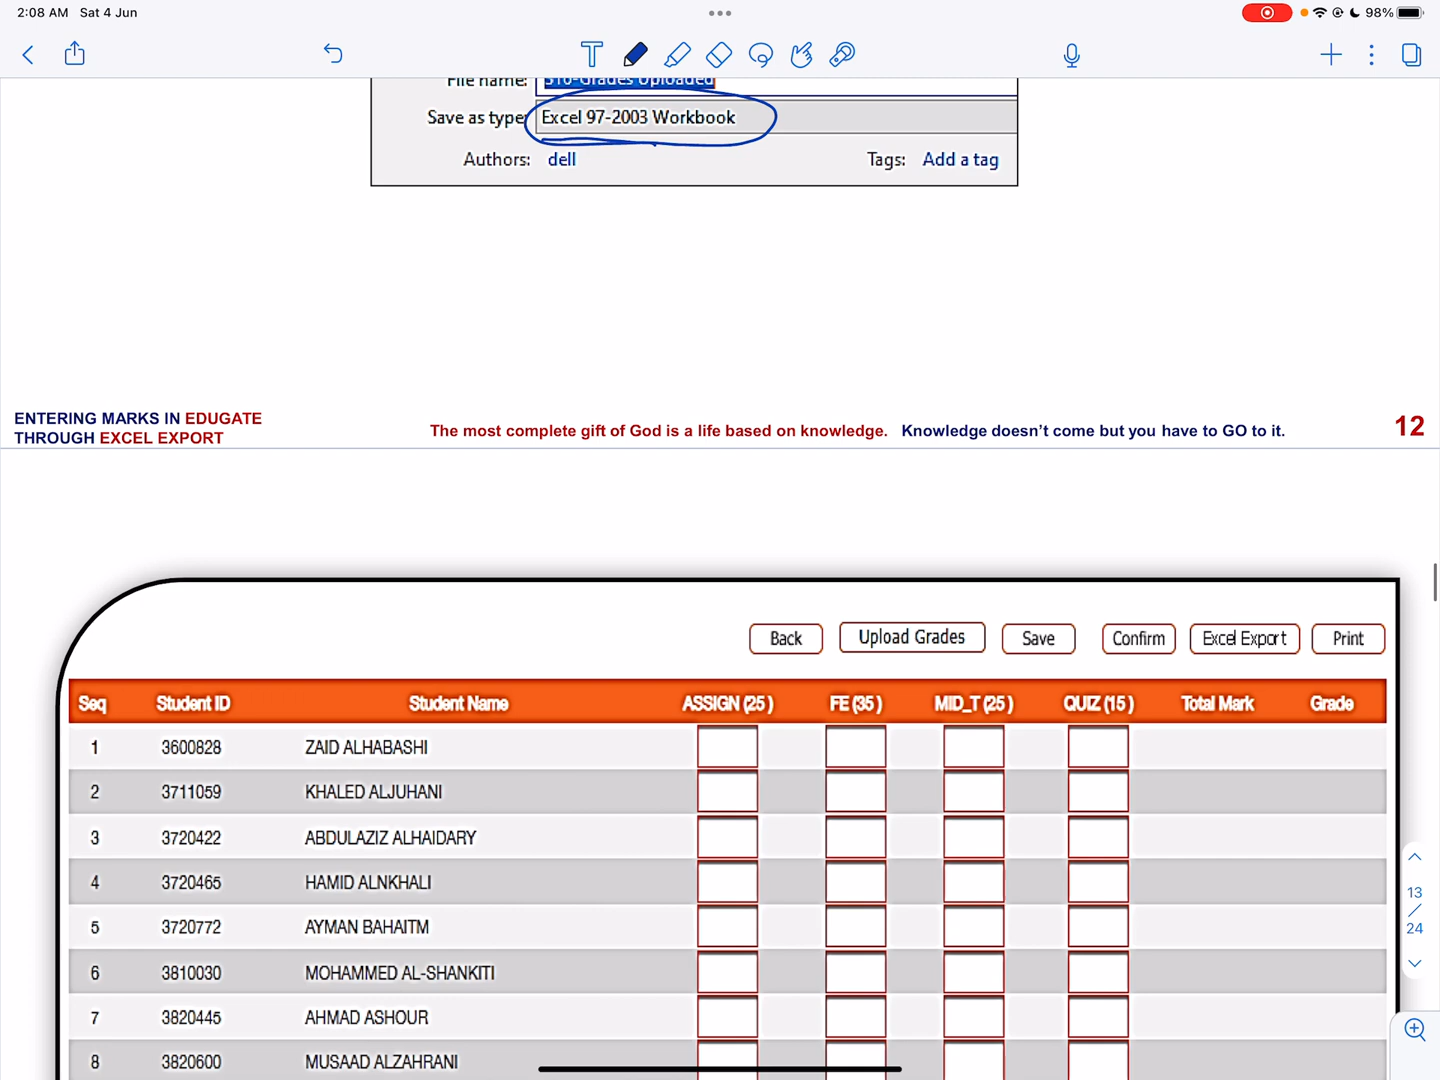 2:08 AM Sat 4 Jun
98%
File name: 310-Grades Uploaded
Save as type: Excel 97-2003 Workbook
Authors: dell Tags: Add a tag
ENTERING MARKS IN EDUGATE
THROUGH EXCEL EXPORT
The most complete gift of God is a life based on knowledge. Knowledge doesn't come but you have to GO to it.
12
Back Upload Grades Save Confirm Excel Export Print
Seq Student ID Student Name ASSIGN (25 ) FE (35 ) MID_T (25 ) QUIZ (15 ) Total Mark Grade
1 3600828 ZAID ALHABASHI
2 3711059 KHALED ALJUHANI
3 3720422 ABDULAZIZ ALHAIDARY
4 3720465 HAMID ALNKHALI
5 3720772 AYMAN BAHAITM
6 3810030 MOHAMMED AL-SHANKITI
7 3820445 AHMAD ASHOUR
8 3820600 MUSAAD ALZAHRANI
13
/
24